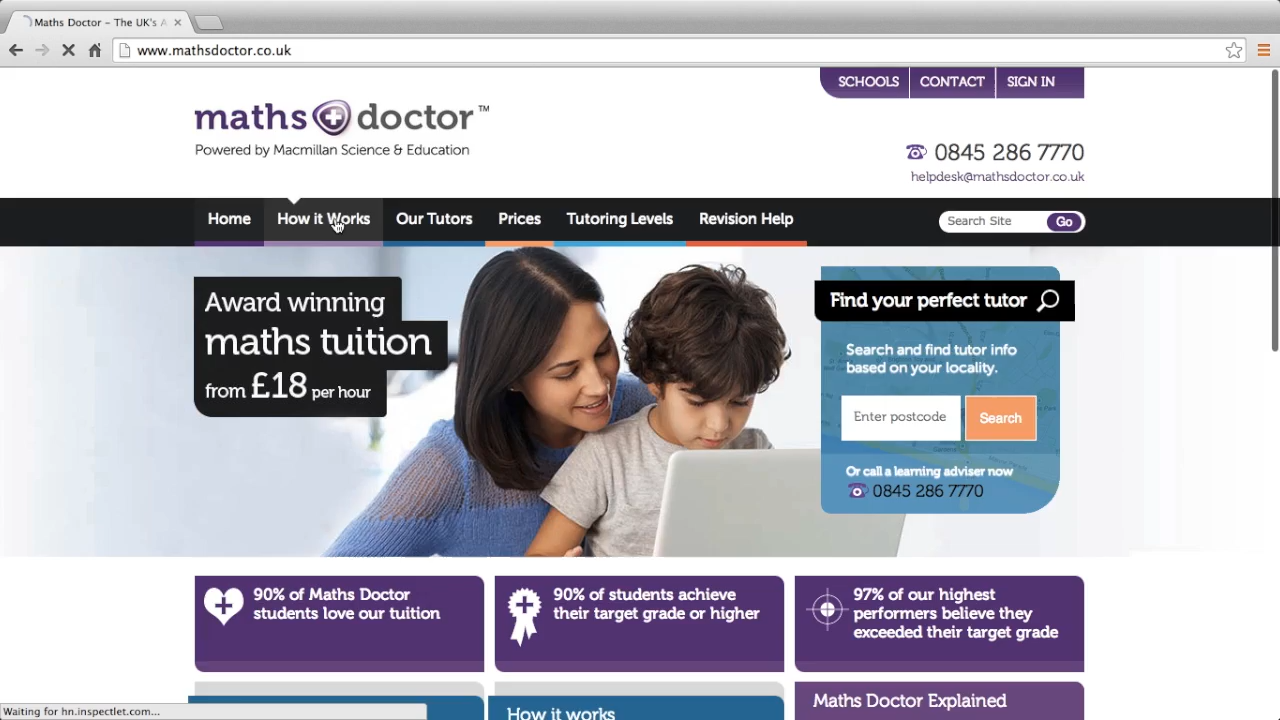 Maths Doctor – The UK's A
www.mathsdoctor.co.uk
SCHOOLS
CONTACT
SIGN IN
maths doctor™
Powered by Macmillan Science & Education
0845 286 7770
helpdesk@mathsdoctor.co.uk
Home
How it Works
Our Tutors
Prices
Tutoring Levels
Revision Help
Search Site
Go
Award winning
maths tuition
from £18 per hour
Find your perfect tutor
Search and find tutor info
based on your locality.
Enter postcode
Search
Or call a learning adviser now
0845 286 7770
90% of Maths Doctor
students love our tuition
90% of students achieve
their target grade or higher
97% of our highest
performers believe they
exceeded their target grade
How it works
Maths Doctor Explained
Waiting for hn.inspectlet.com...